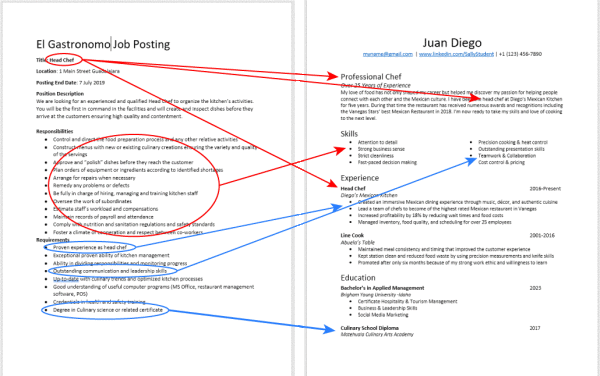 El Gastronomo Job Posting
Title: Head Chef
Location: 1 Main Street Guadalajara
Posting End Date: 7 July 2019
Position Description
We are looking for an experienced and qualified Head Chef to organize the kitchen's activities.
You will be the first in command in the facilities and will create and inspect dishes before they
arrive at the customers ensuring high quality and contentment.
Responsibilities
Control and direct the food preparation process and any other relative activities
Construct menus with new or existing culinary creations ensuring the variety and quality
of the servings
Approve and "polish" dishes before they reach the customer
Plan orders of equipment or ingredients according to identified shortages
Arrange for repairs when necessary
Remedy any problems or defects
Be fully in charge of hiring, managing and training kitchen staff
Oversee the work of subordinates
Estimate staff's workload and compensations
Maintain records of payroll and attendance
Comply with nutrition and sanitation regulations and safety standards
Foster a climate of cooperation and respect between co-workers
Requirements
Proven experience as head chef
Exceptional proven ability of kitchen management
Ability in dividing responsibilities and monitoring progress
Outstanding communication and leadership skills
Up-to-date with culinary trends and optimized kitchen processes
Good understanding of useful computer programs (MS Office, restaurant management
software, POS)
Credentials in health and safety training
Degree in Culinary science or related certificate
Juan Diego
myname@gmail.com | www.linkedin.com/SallsStudent | +1 (123) 456-7890
Professional Chef
Over 25 Years of Experience
My love of food has not only shaped my career but helped me discover my passion for helping people
connect with each other and the Mexican culture. I have been the head chef at Diego's Mexican Kitchen
for five years. During that time the restaurant has received numerous awards and recognitions including
the Vanegas's Best Mexican Restaurant in 2018. I'm now ready to take my skills and love of cooking
to the next level.
Skills
Attention to detail
Strong business sense
Strict cleanliness
Fast-paced decision making
Precision cooking & heat control
Outstanding presentation skills
Teamwork & Collaboration
Cost control & pricing
Experience
Head Chef 2016-Present
Diego's Mexican Kitchen
Created an immersive Mexican dining experience through music, décor, and authentic cuisine
Lead a team of chefs to become of the highest rated Mexican restaurant in Vanegas
Increased profitability by 18% by reducing wait times and food costs
Managed inventory, food quality, and scheduling for over 25 employees
Line Cook 2001-2016
Abuela's Table
Maintained meal consistency and timing that improved the customer experience
Kept station clean and reduced food waste by using precision measurements and knife skills
Promoted after only six months because of my strong work ethic and willingness to learn
Education
Bachelor's in Applied Management 2023
Brigham Young University -Idaho
Certificate Hospitality & Tourism Management
Business & Leadership Skills
Social Media Marketing
Culinary School Diploma 2017
Matehuala Culinary Arts Academy